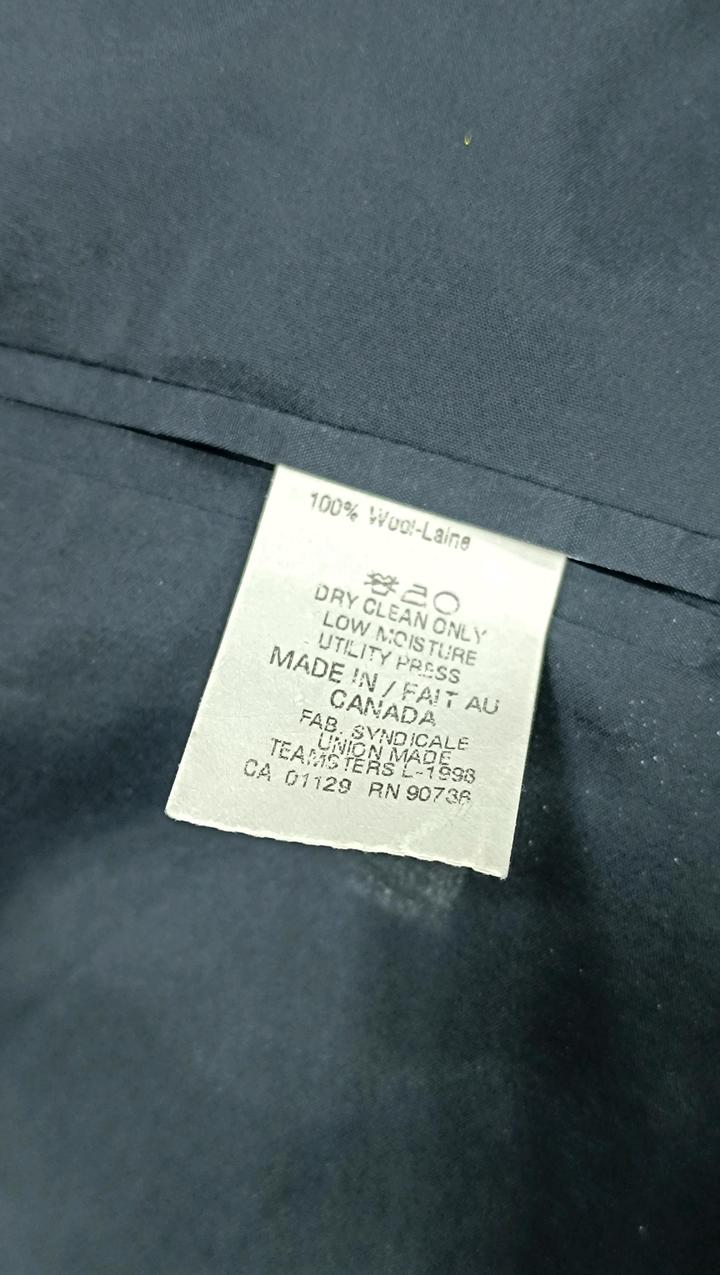 100% Wool-Laine
DRY CLEAN ONLY
LOW MOISTURE
UTILITY PRESS
MADE IN / FAIT AU
CANADA
FAB. SYNDICALE
UNION MADE
TEAMSTERS L-1998
CA 01129 RN 90736